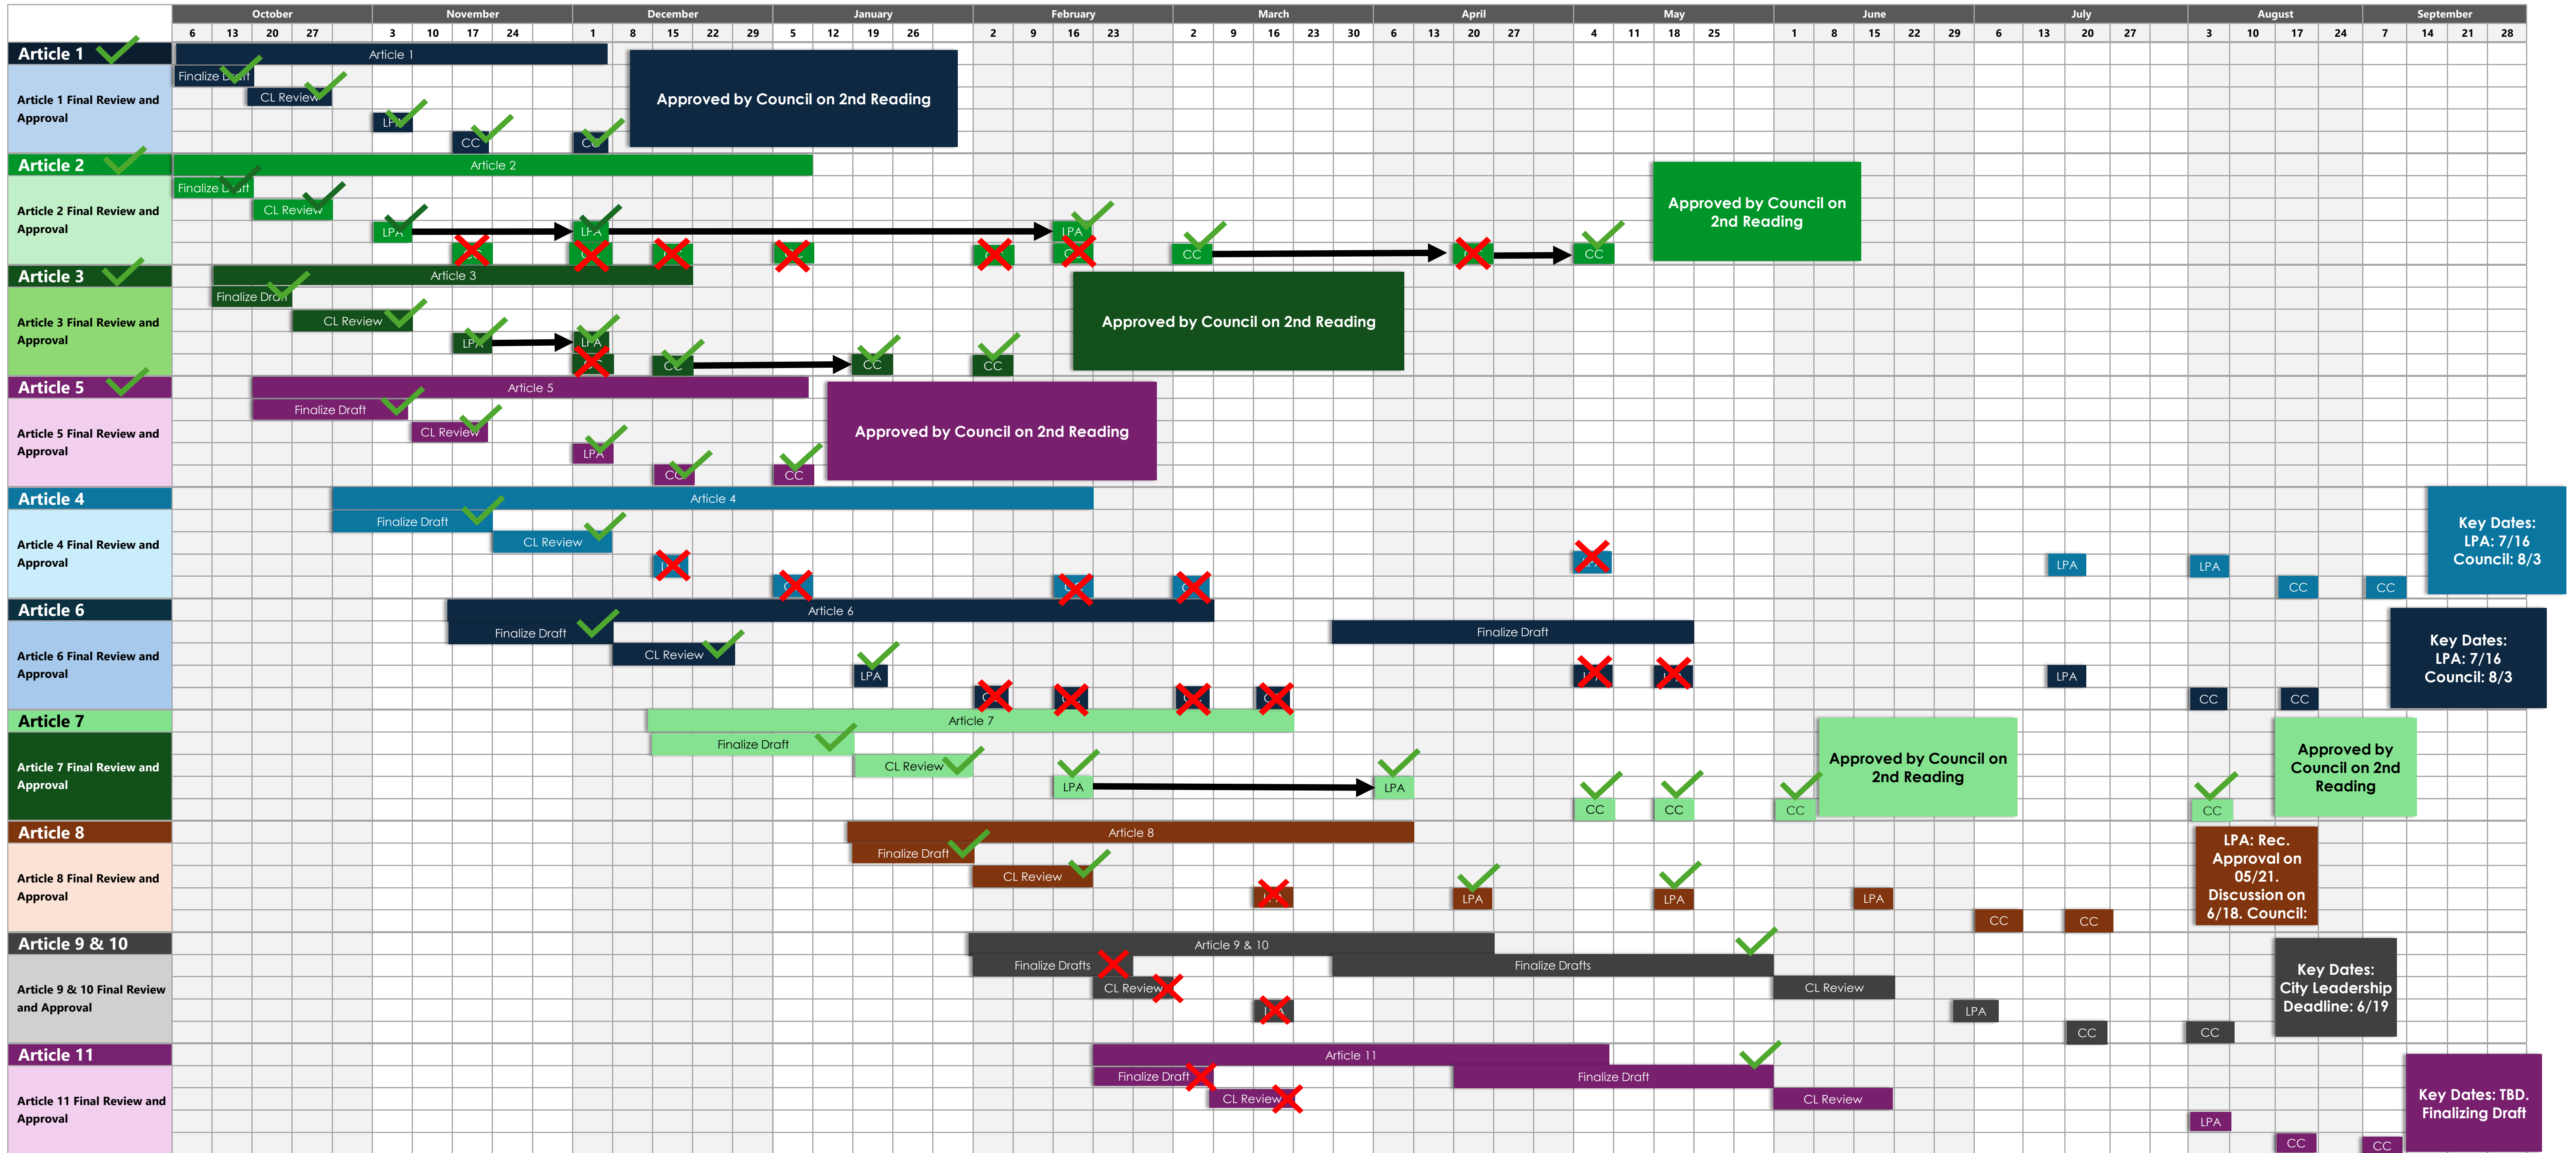 October November December January February March April May June July August September
6 13 20 27 3 10 17 24 1 8 15 22 29 5 12 19 26 2 9 16 23 2 9 16 23 30 6 13 20 27 4 11 18 25 1 8 15 22 29 6 13 20 27 3 10 17 24 7 14 21 28
Article 1
Article 1
Article 1 Final Review and
Approval
Finalize Draft
CL Review
LPA
CC
CC
Approved by Council on 2nd Reading
Article 2
Article 2
Article 2 Final Review and
Approval
Finalize Draft
CL Review
LPA
LPA
LPA
CC
CC
Approved by Council on
2nd Reading
Article 3
Article 3
Article 3 Final Review and
Approval
Finalize Draft
CL Review
LPA
LPA
CC
CC
CC
Approved by Council on 2nd Reading
Article 5
Article 5
Article 5 Final Review and
Approval
Finalize Draft
CL Review
LPA
CC
CC
Approved by Council on 2nd Reading
Article 4
Article 4
Article 4 Final Review and
Approval
Finalize Draft
CL Review
LPA
LPA
CC
CC
Key Dates:
LPA: 7/16
Council: 8/3
Article 6
Article 6
Article 6 Final Review and
Approval
Finalize Draft
Finalize Draft
CL Review
LPA
LPA
CC
CC
Key Dates:
LPA: 7/16
Council: 8/3
Article 7
Article 7
Article 7 Final Review and
Approval
Finalize Draft
CL Review
LPA
LPA
CC
CC
CC
CC
Approved by Council on
2nd Reading
Approved by
Council on 2nd
Reading
Article 8
Article 8
Article 8 Final Review and
Approval
Finalize Draft
CL Review
LPA
LPA
LPA
CC
CC
LPA: Rec.
Approval on
05/21.
Discussion on
6/18. Council:
Article 9 & 10
Article 9 & 10
Article 9 & 10 Final Review
and Approval
Finalize Drafts
Finalize Drafts
CL Review
CL Review
LPA
CC
CC
Key Dates:
City Leadership
Deadline: 6/19
Article 11
Article 11
Article 11 Final Review and
Approval
Finalize Draft
Finalize Draft
CL Review
CL Review
LPA
CC
CC
Key Dates: TBD.
Finalizing Draft